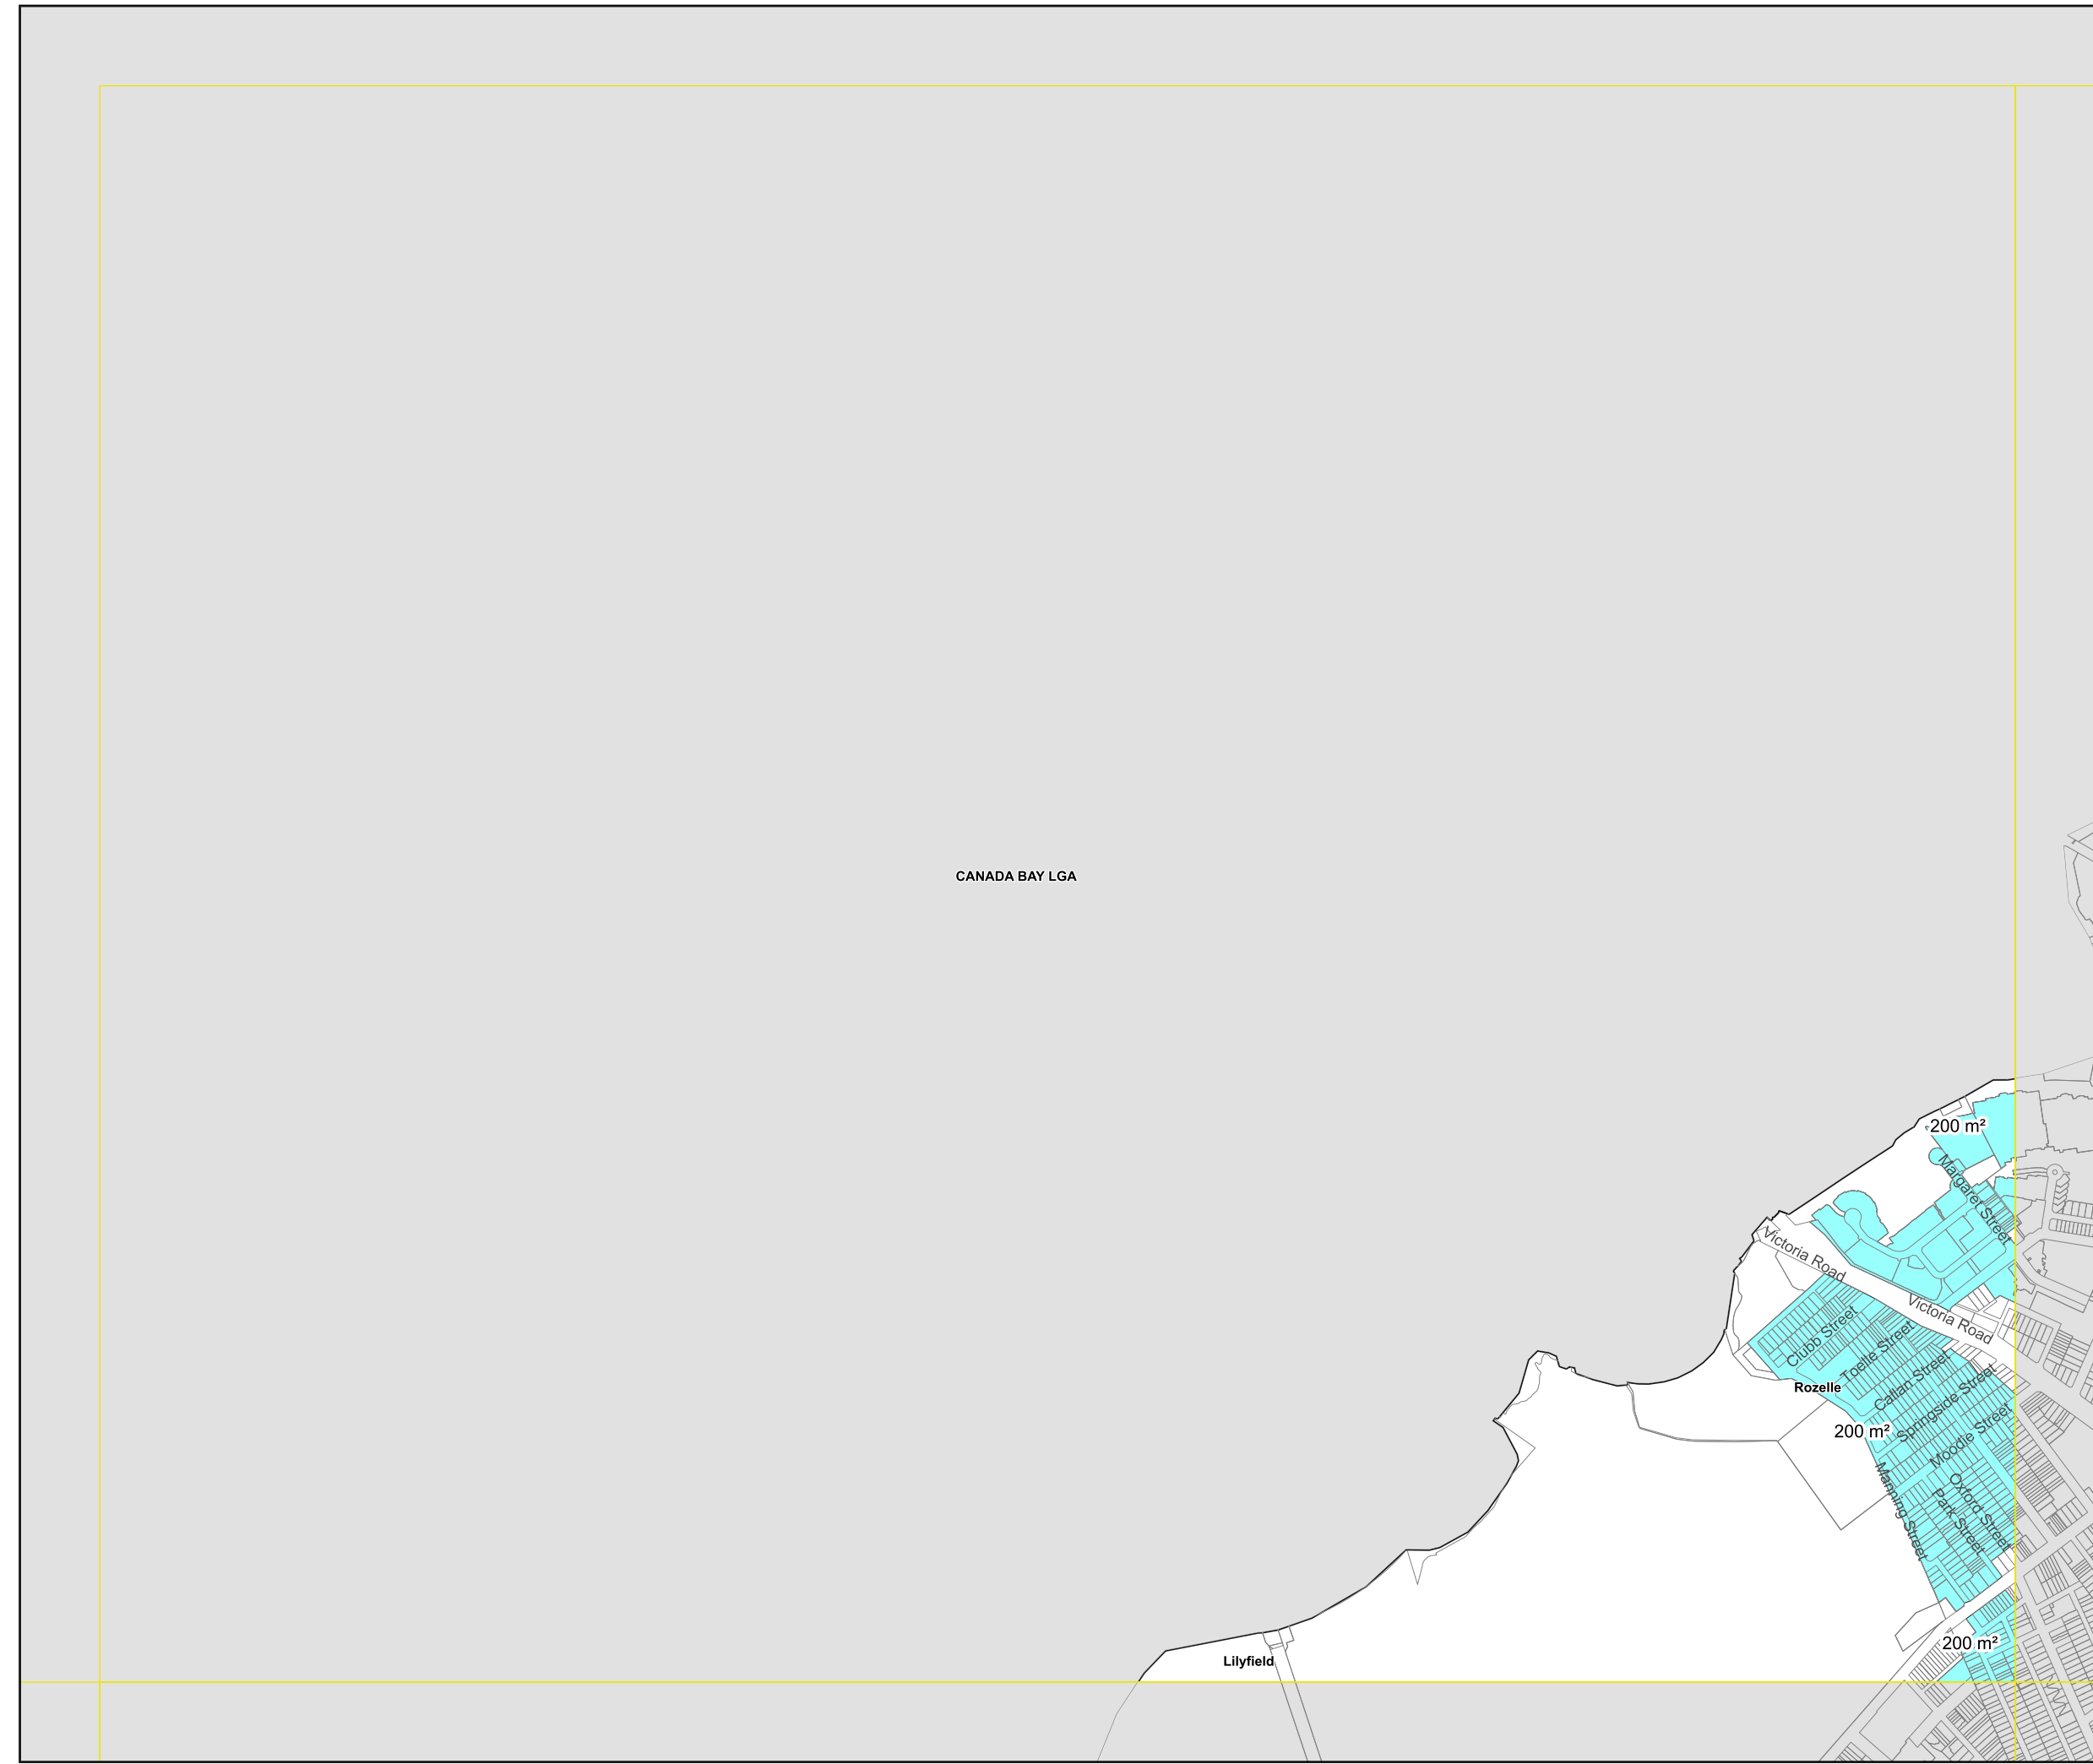 CANADA BAY LGA
200 m²
Margaret Street
Victoria Road
Victoria Road
Clubb Street
Toelle Street
Callan Street
Rozelle
Springside Street
200 m²
Moodie Street
Manning Street
Oxford Street
Park Street
200 m²
Lilyfield